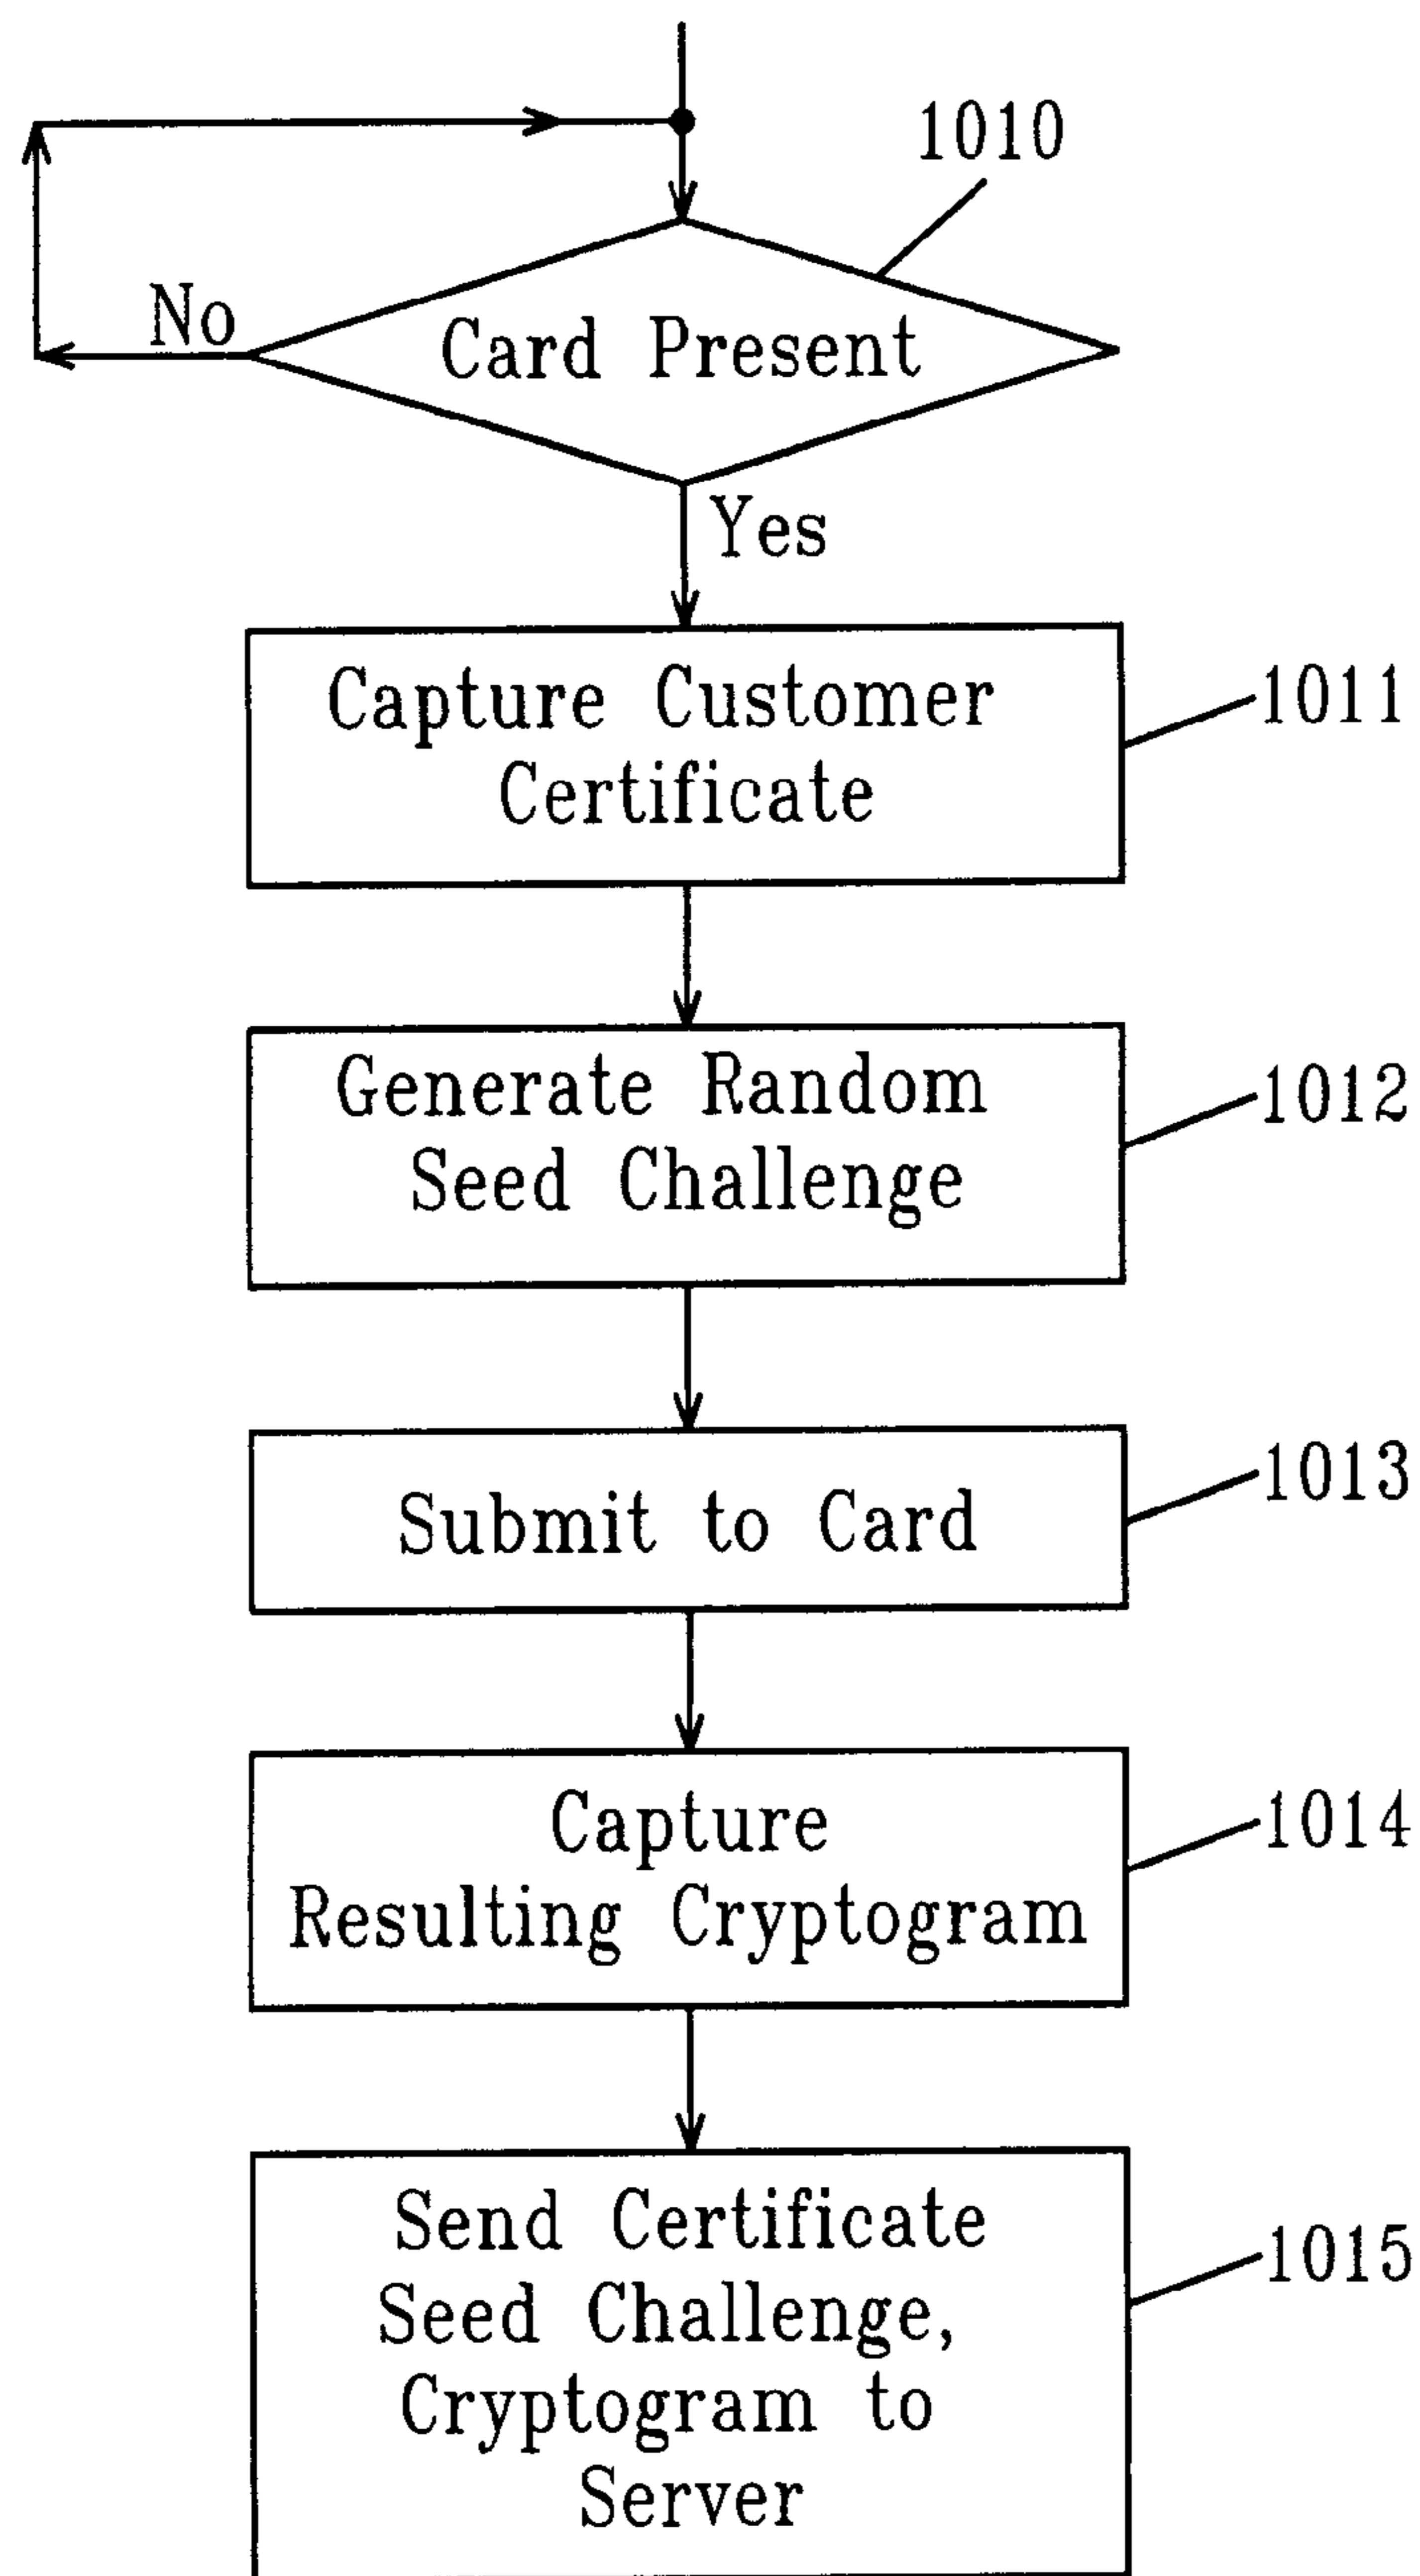 1010
Card Present
No
Yes
Capture Customer
Certificate
1011
Generate Random
Seed Challenge
1012
Submit to Card
1013
Capture
Resulting Cryptogram
1014
Send Certificate
Seed Challenge,
Cryptogram to
Server
1015